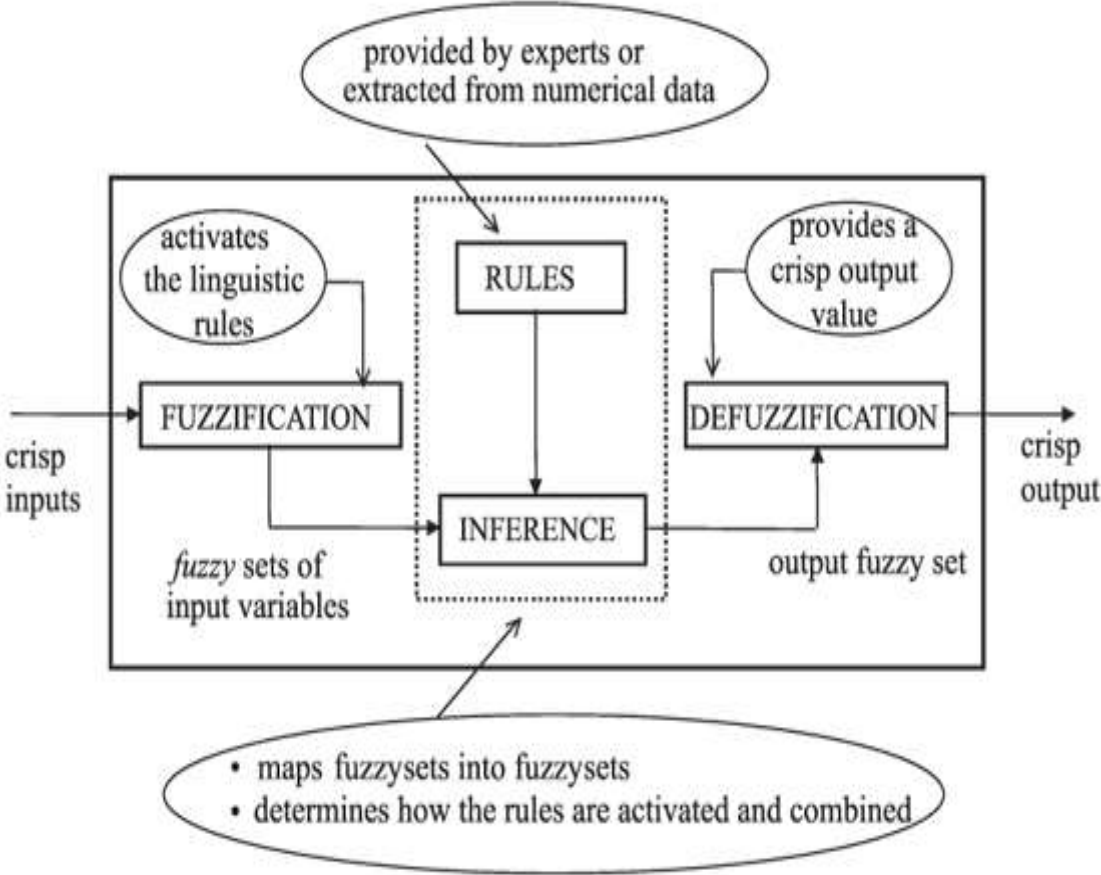 provided by experts or
extracted from numerical data
activates
the linguistic
rules
RULES
provides a
crisp output
value
FUZZIFICATION
DEFUZZIFICATION
crisp
inputs
crisp
output
INFERENCE
fuzzy sets of
input variables
output fuzzy set
• maps fuzzysets into fuzzysets
• determines how the rules are activated and combined